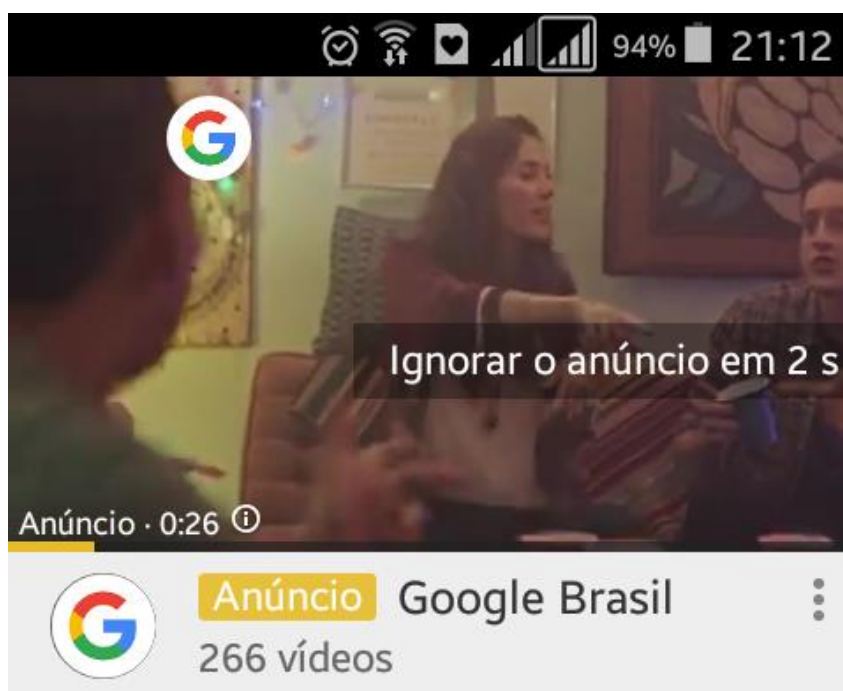 94% 21:12
Ignorar o anúncio em 2 s
Anúncio · 0:26
Anúncio Google Brasil
266 vídeos